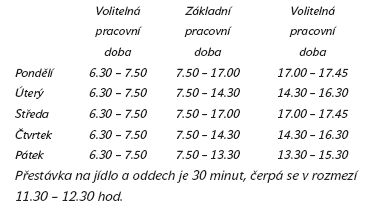 Volitelná Základní Volitelná
pracovní pracovní pracovní
doba doba doba
Pondělí 6.30 – 7.50 7.50 – 17.00 17.00 – 17.45
Úterý 6.30 – 7.50 7.50 – 14.30 14.30 – 16.30
Středa 6.30 – 7.50 7.50 – 17.00 17.00 – 17.45
Čtvrtek 6.30 – 7.50 7.50 – 14.30 14.30 – 16.30
Pátek 6.30 – 7.50 7.50 – 13.30 13.30 – 15.30
Přestávka na jídlo a oddech je 30 minut, čerpá se v rozmezí
11.30 – 12.30 hod.